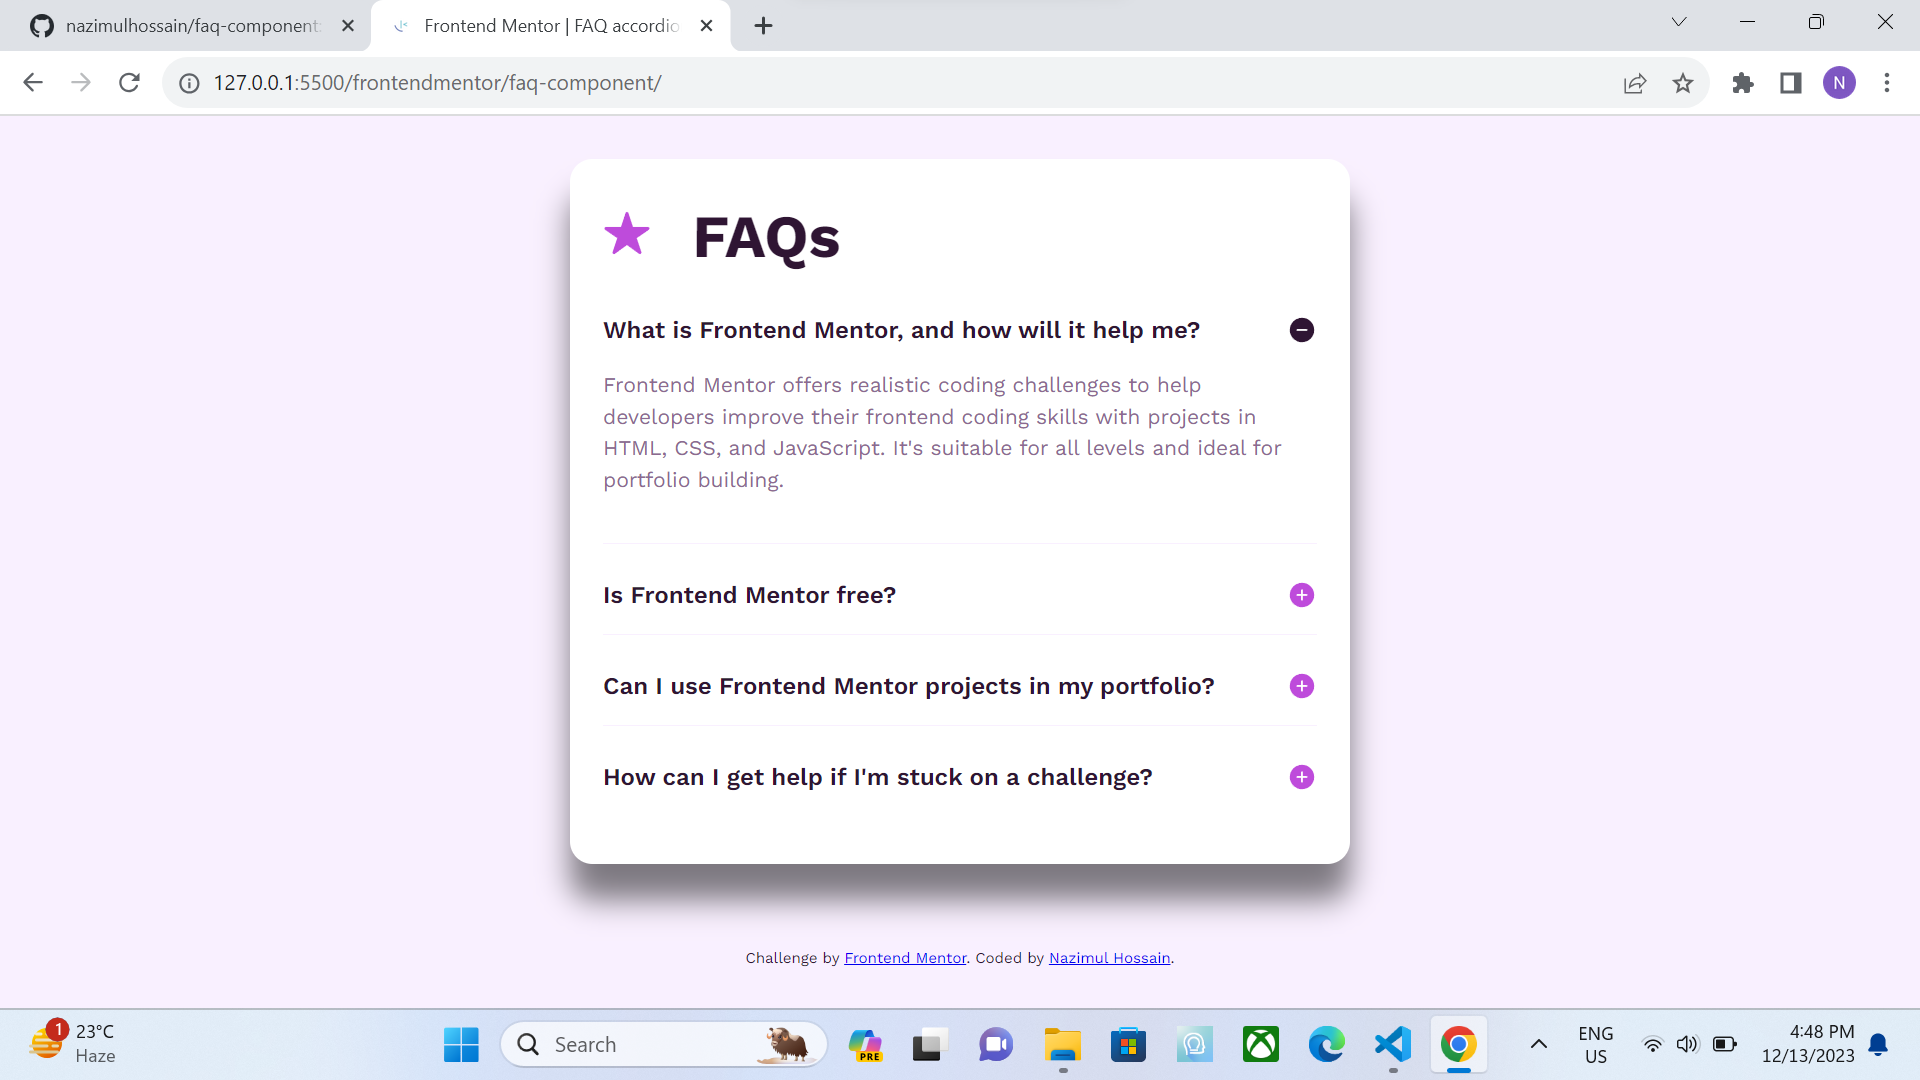 nazimulhossain/faq-component:
Frontend Mentor | FAQ accordio
127.0.0.1:5500/frontendmentor/faq-component/
N
FAQs
What is Frontend Mentor, and how will it help me?
Frontend Mentor offers realistic coding challenges to help
developers improve their frontend coding skills with projects in
HTML, CSS, and JavaScript. It's suitable for all levels and ideal for
portfolio building.
Is Frontend Mentor free?
Can I use Frontend Mentor projects in my portfolio?
How can I get help if I'm stuck on a challenge?
Challenge by Frontend Mentor. Coded by Nazimul Hossain.
1
23°C
Haze
Search
PRE
ENG
US
4:48 PM
12/13/2023